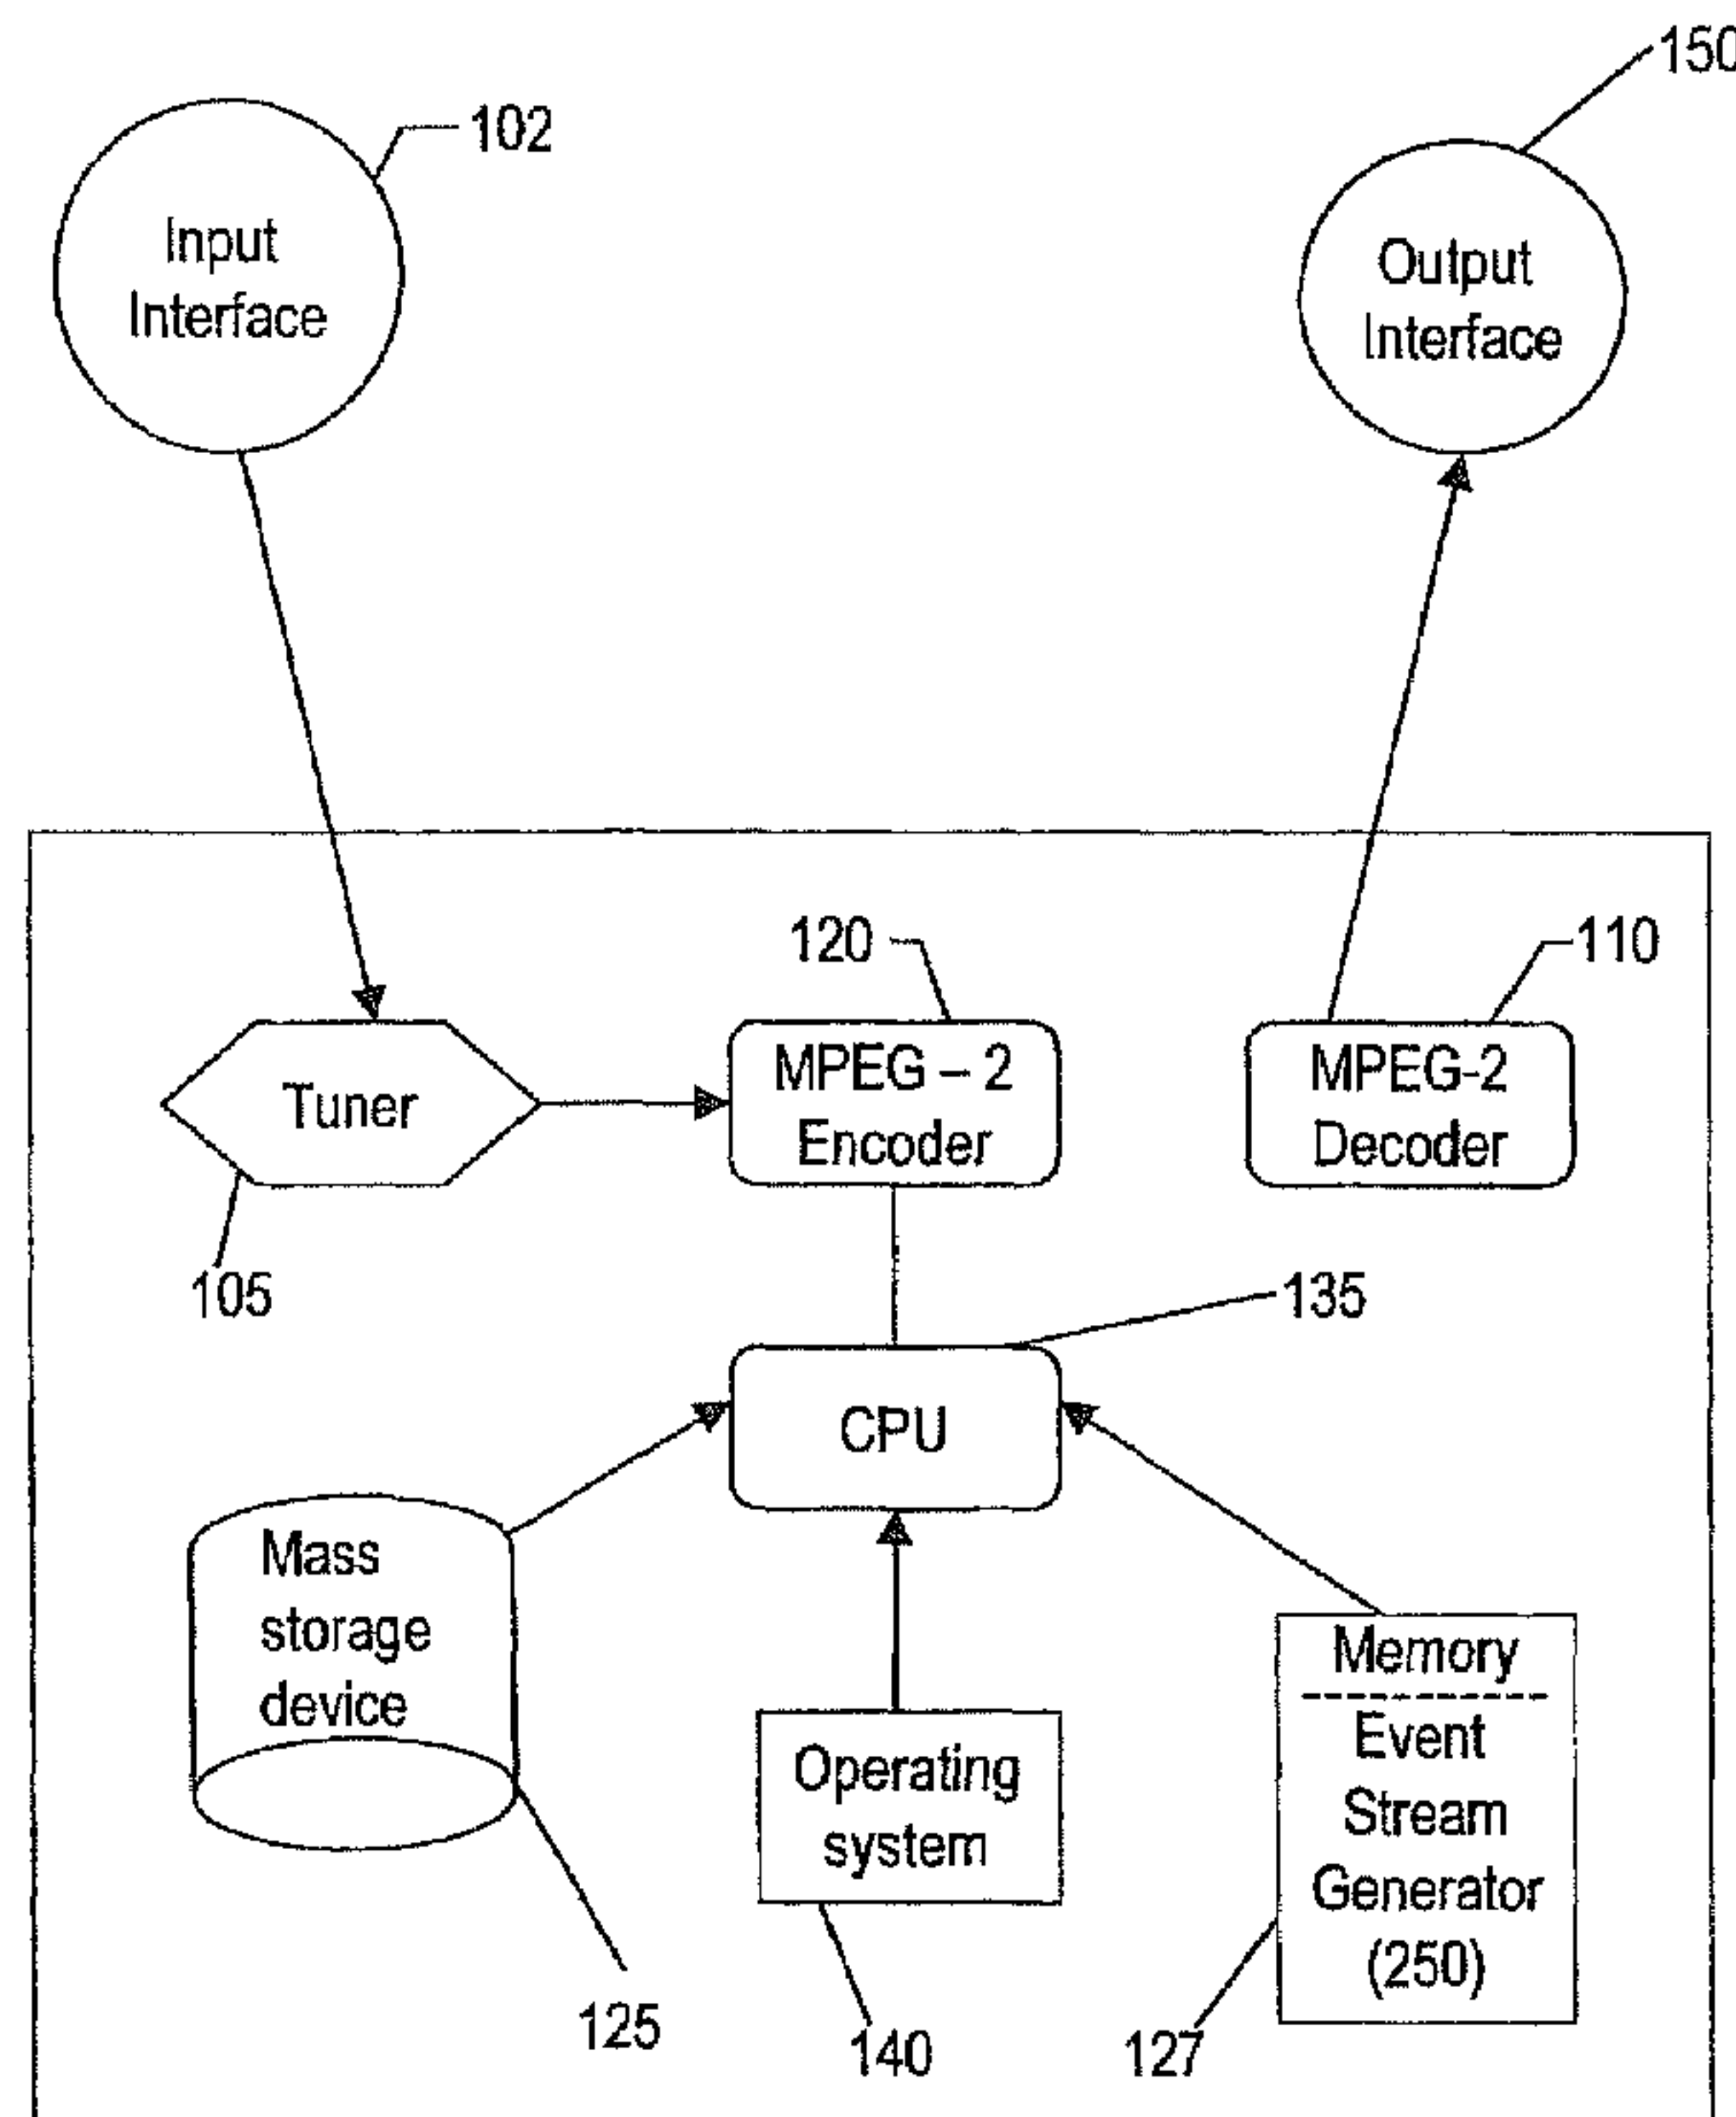 150
102
Input
Interface
Output
Interface
120
110
Tuner
MPEG – 2
Encoder
MPEG-2
Decoder
105
135
CPU
Mass
storage
device
Operating
system
Memory
Event
Stream
Generator
(250)
125
140
127